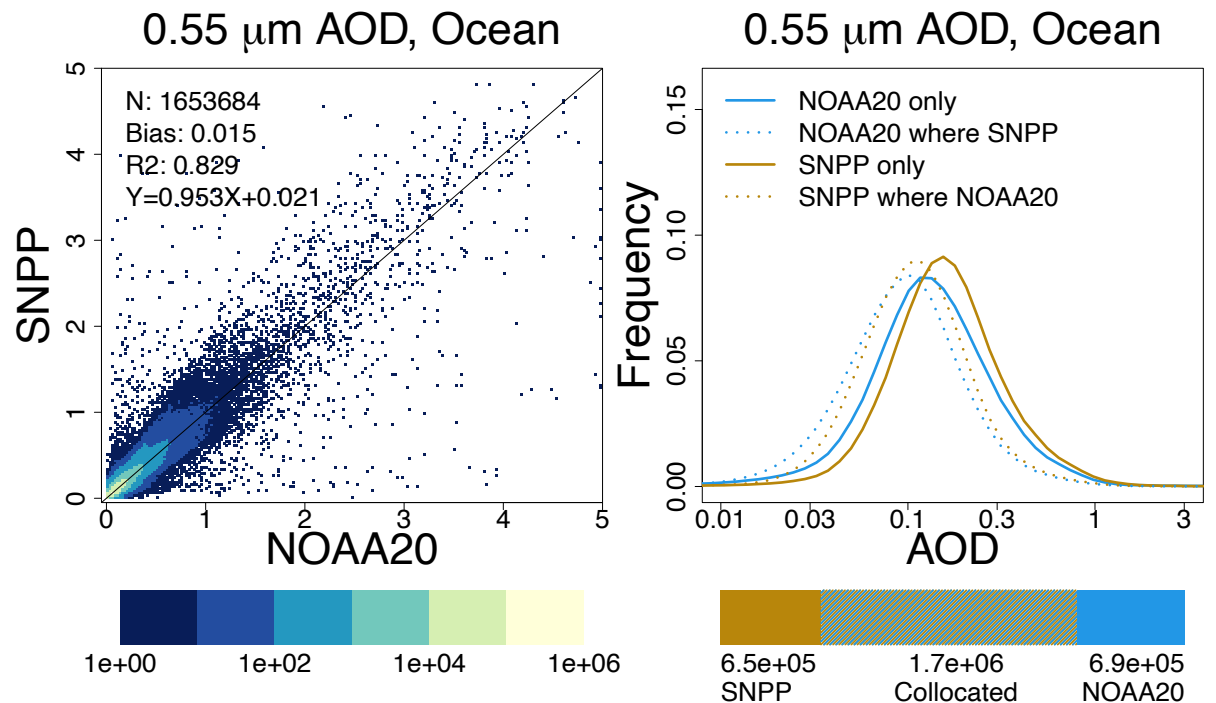 0.55 μm AOD, Ocean
N: 1653684
Bias: 0.015
R2: 0.829
Y=0.953X+0.021
SNPP
5
4
3
2
1
0
0 1 2 3 4 5
NOAA20
1e+00 1e+02 1e+04 1e+06
0.55 μm AOD, Ocean
NOAA20 only
NOAA20 where SNPP
SNPP only
SNPP where NOAA20
Frequency
0.15
0.10
0.05
0.00
0.01 0.03 0.1 0.3 1 3
AOD
6.5e+05 1.7e+06 6.9e+05
SNPP Collocated NOAA20